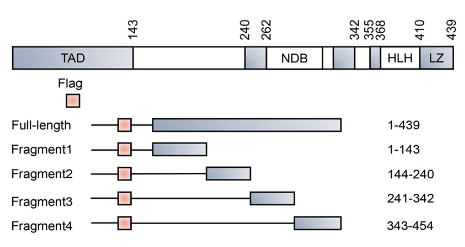 143 240 262 342 355 368 410 439
TAD NDB HLH LZ
Flag
Full-length 1-439
Fragment1 1-143
Fragment2 144-240
Fragment3 241-342
Fragment4 343-454